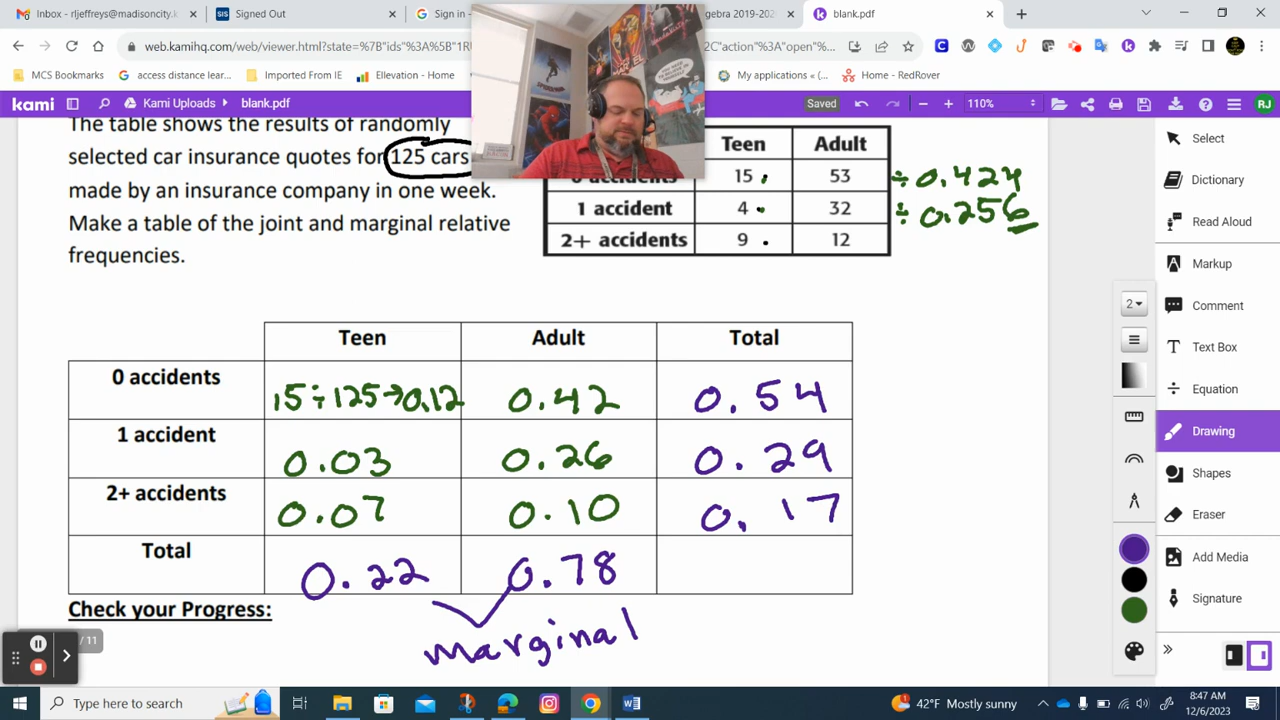 Inbox - rljeffreys@madisoncity.k
Signed Out
Sign in -
gebra 2019-202
blank.pdf
web.kamihq.com/web/viewer.html?state=%7B"ids"%3A%5B"1R
2C"action"%3A"open"%...
MCS Bookmarks
access distance lear...
Imported From IE
Ellevation - Home
My applications « (...
Home - RedRover
kami
Kami Uploads
blank.pdf
Saved
110%
RJ
The table shows the results of randomly
selected car insurance quotes for 125 cars
made by an insurance company in one week.
Make a table of the joint and marginal relative
frequencies.
Teen Adult
0 accidents 15 53 ÷ 0.424
1 accident 4 32 ÷ 0.256
2+ accidents 9 12
Teen Adult Total
0 accidents 15÷125→0.12 0.42 0.54
1 accident 0.03 0.26 0.29
2+ accidents 0.07 0.10 0.17
Total 0.22 0.78
Check your Progress:
marginal
/ 11
2
Select
Dictionary
Read Aloud
Markup
Comment
Text Box
Equation
Drawing
Shapes
Eraser
Add Media
Signature
Type here to search
42°F Mostly sunny
8:47 AM
12/6/2023